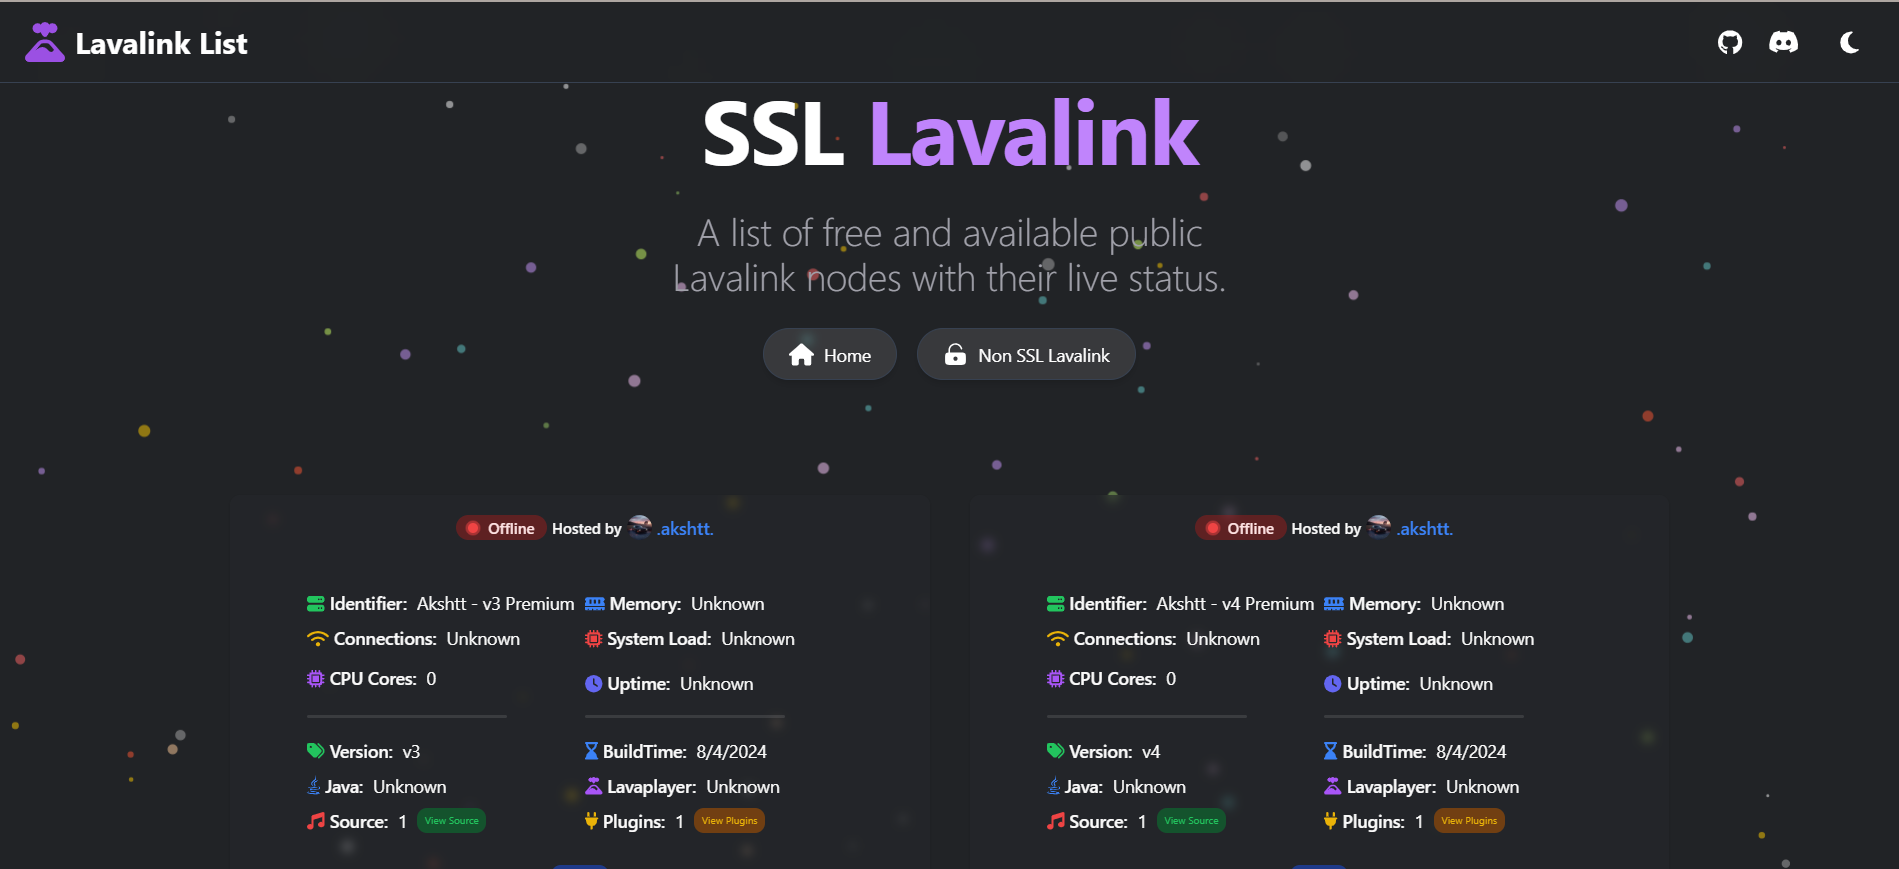 Lavalink List
SSL Lavalink
A list of free and available public
Lavalink nodes with their live status.
Home
Non SSL Lavalink
Offline Hosted by .akshtt.
Identifier: Akshtt - v3 Premium
Memory: Unknown
Connections: Unknown
System Load: Unknown
CPU Cores: 0
Uptime: Unknown
Version: v3
BuildTime: 8/4/2024
Java: Unknown
Lavaplayer: Unknown
Source: 1 View Source
Plugins: 1 View Plugins
Offline Hosted by .akshtt.
Identifier: Akshtt - v4 Premium
Memory: Unknown
Connections: Unknown
System Load: Unknown
CPU Cores: 0
Uptime: Unknown
Version: v4
BuildTime: 8/4/2024
Java: Unknown
Lavaplayer: Unknown
Source: 1 View Source
Plugins: 1 View Plugins